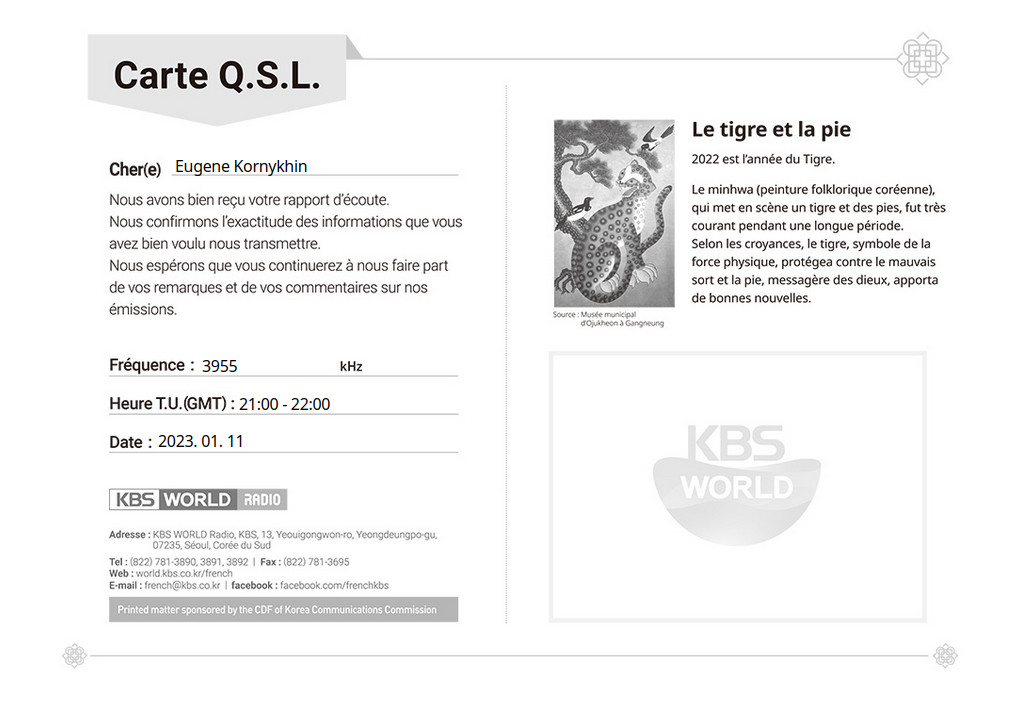 Carte Q.S.L.
Cher(e) Eugene Kornykhin
Nous avons bien reçu votre rapport d'écoute.
Nous confirmons l'exactitude des informations que vous
avez bien voulu nous transmettre.
Nous espérons que vous continuerez à nous faire part
de vos remarques et de vos commentaires sur nos
émissions.
Fréquence : 3955 kHz
Heure T.U.(GMT) : 21:00 - 22:00
Date : 2023. 01. 11
KBS WORLD RADIO
Adresse : KBS WORLD Radio, KBS, 13, Yeouigongwon-ro, Yeongdeungpo-gu,
07235, Séoul, Corée du Sud
Tel : (822) 781-3890, 3891, 3892 | Fax : (822) 781-3695
Web : world.kbs.co.kr/french
E-mail : french@kbs.co.kr | facebook : facebook.com/frenchkbs
Printed matter sponsored by the CDF of Korea Communications Commission
Le tigre et la pie
2022 est l'année du Tigre.
Le minhwa (peinture folklorique coréenne),
qui met en scène un tigre et des pies, fut très
courant pendant une longue période.
Selon les croyances, le tigre, symbole de la
force physique, protégea contre le mauvais
sort et la pie, messagère des dieux, apporta
de bonnes nouvelles.
Source : Musée municipal
d'Ojukheon à Gangneung
KBS
WORLD